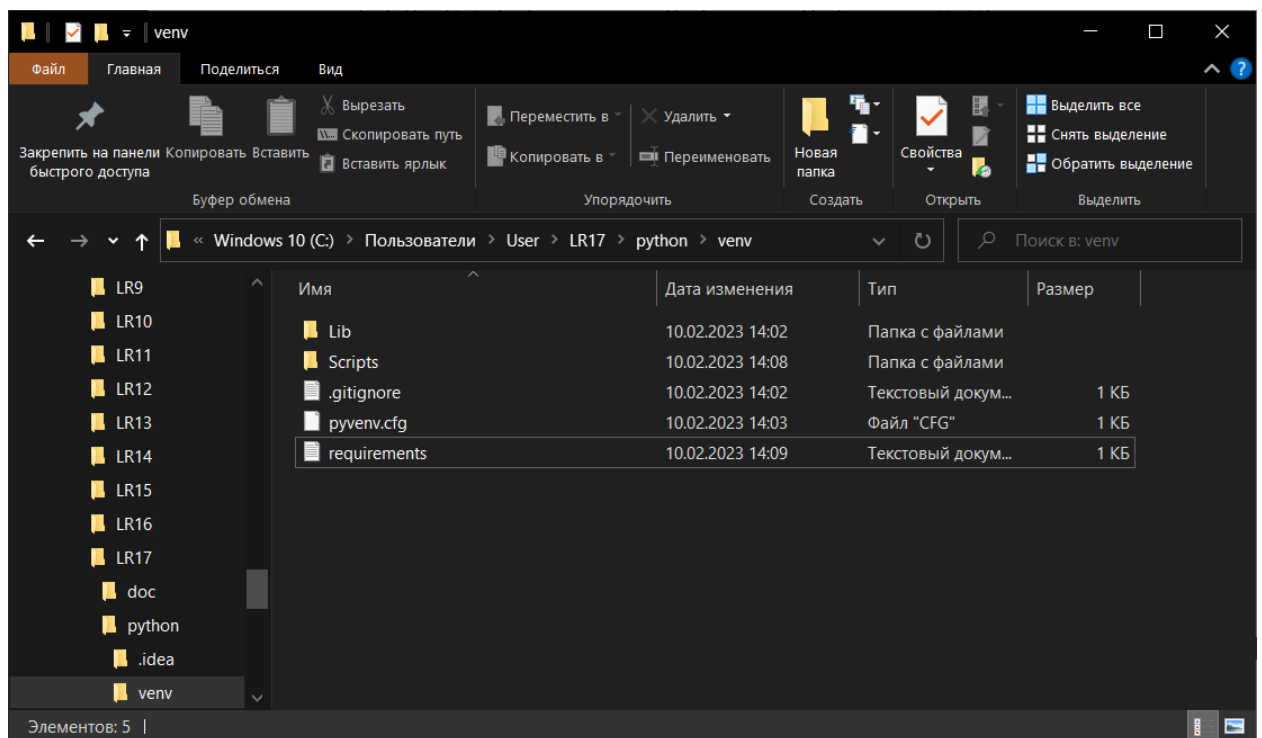 venv
Файл Главная Поделиться Вид
Закрепить на панели быстрого доступа
Копировать
Вставить
Вырезать
Скопировать путь
Вставить ярлык
Буфер обмена
Переместить в
Копировать в
Удалить
Переименовать
Упорядочить
Новая папка
Создать
Свойства
Открыть
Выделить все
Снять выделение
Обратить выделение
Выделить
« Windows 10 (C:) > Пользователи > User > LR17 > python > venv
Поиск в: venv
LR9
LR10
LR11
LR12
LR13
LR14
LR15
LR16
LR17
doc
python
.idea
venv
Имя Дата изменения Тип Размер
Lib 10.02.2023 14:02 Папка с файлами
Scripts 10.02.2023 14:08 Папка с файлами
.gitignore 10.02.2023 14:02 Текстовый докум... 1 КБ
pyvenv.cfg 10.02.2023 14:03 Файл "CFG" 1 КБ
requirements 10.02.2023 14:09 Текстовый докум... 1 КБ
Элементов: 5